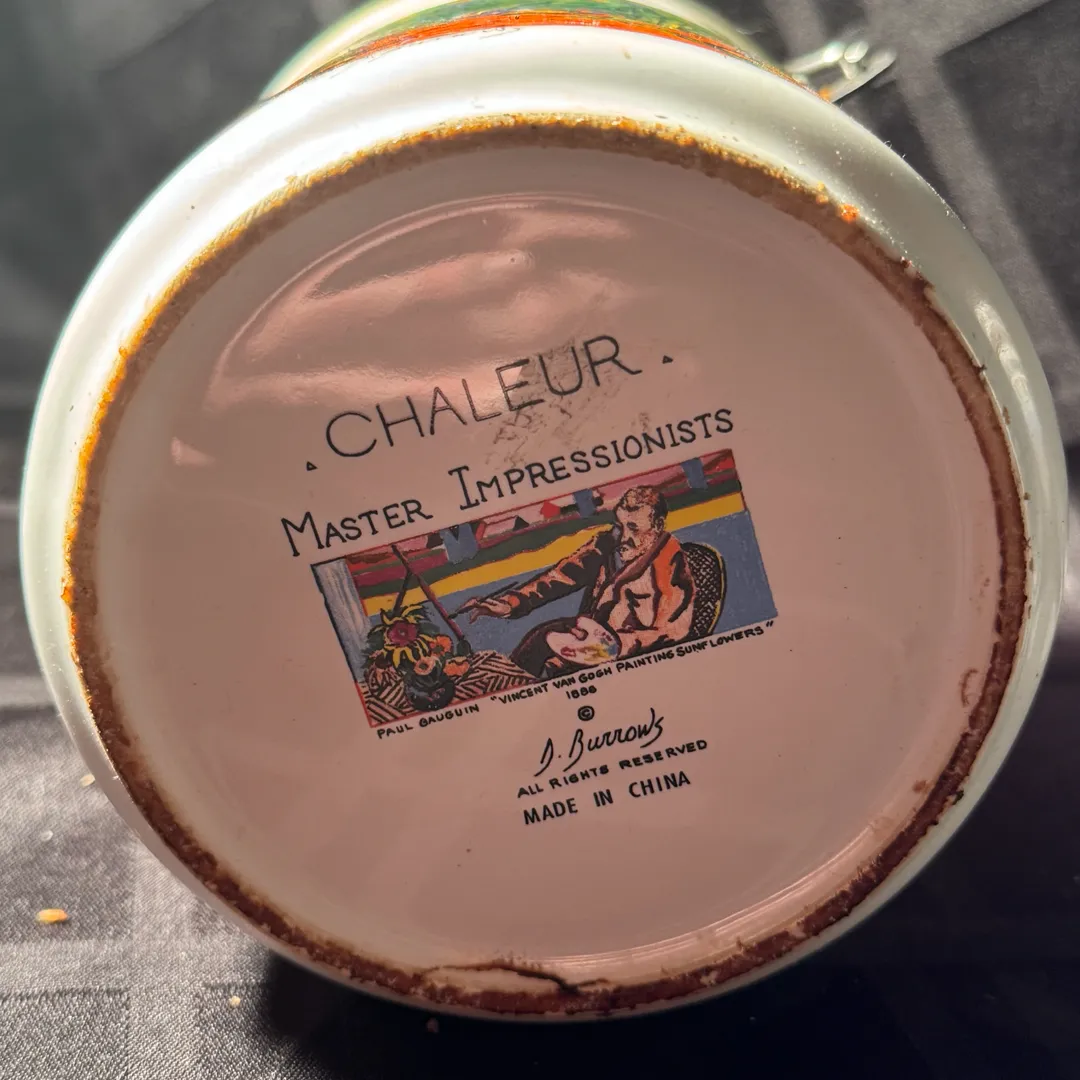 CHALEUR
MASTER IMPRESSIONISTS
PAUL GAUGUIN "VINCENT VAN GOGH PAINTING SUNFLOWERS"
1888
©
D. Burrows
ALL RIGHTS RESERVED
MADE IN CHINA